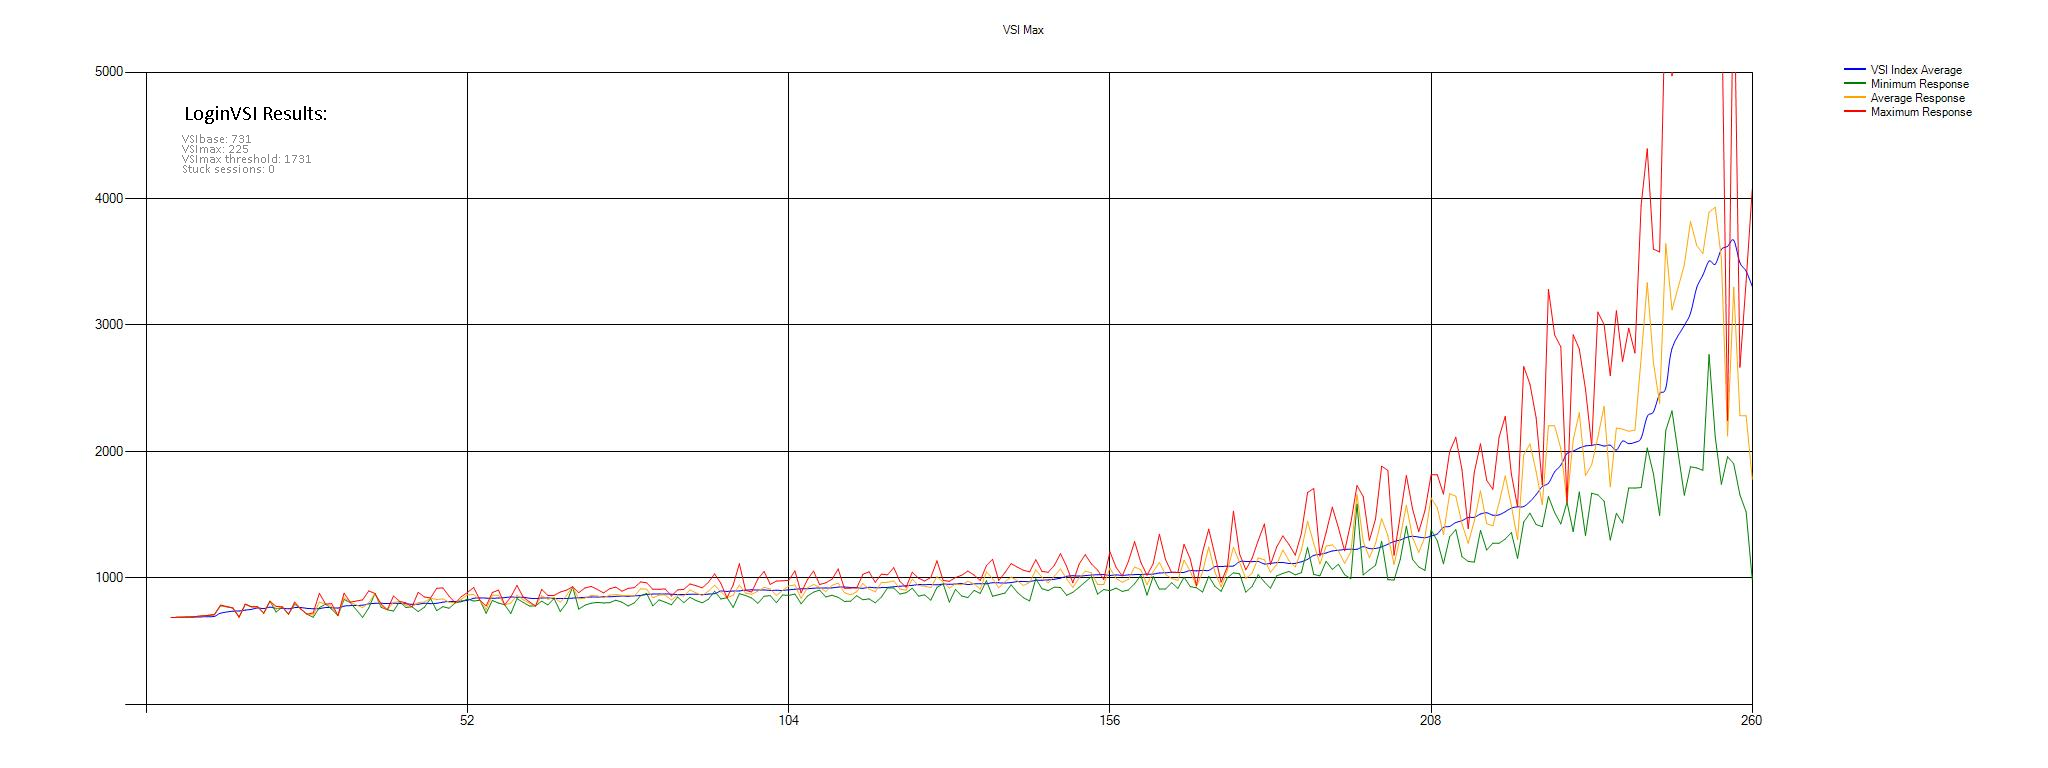 VSI Max
5000
4000
3000
2000
1000
52
104
156
208
260
LoginVSI Results:
VSIbase: 731
VSImax: 225
VSImax threshold: 1731
Stuck sessions: 0
VSI Index Average
Minimum Response
Average Response
Maximum Response